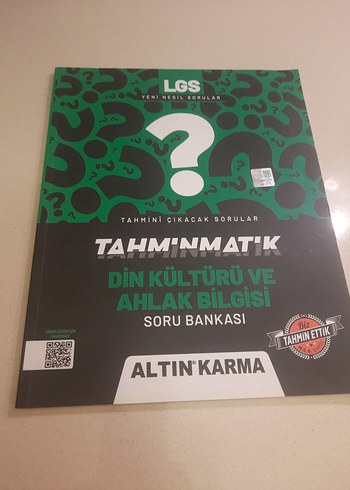 LGS
YENİ NESİL SORULAR
?
TAHMİNİ ÇIKACAK SORULAR
TAHMİNMATİK
DİN KÜLTÜRÜ VE
AHLAK BİLGİSİ
SORU BANKASI
Biz
TAHMİN ETTİK
ALTIN® KARMA